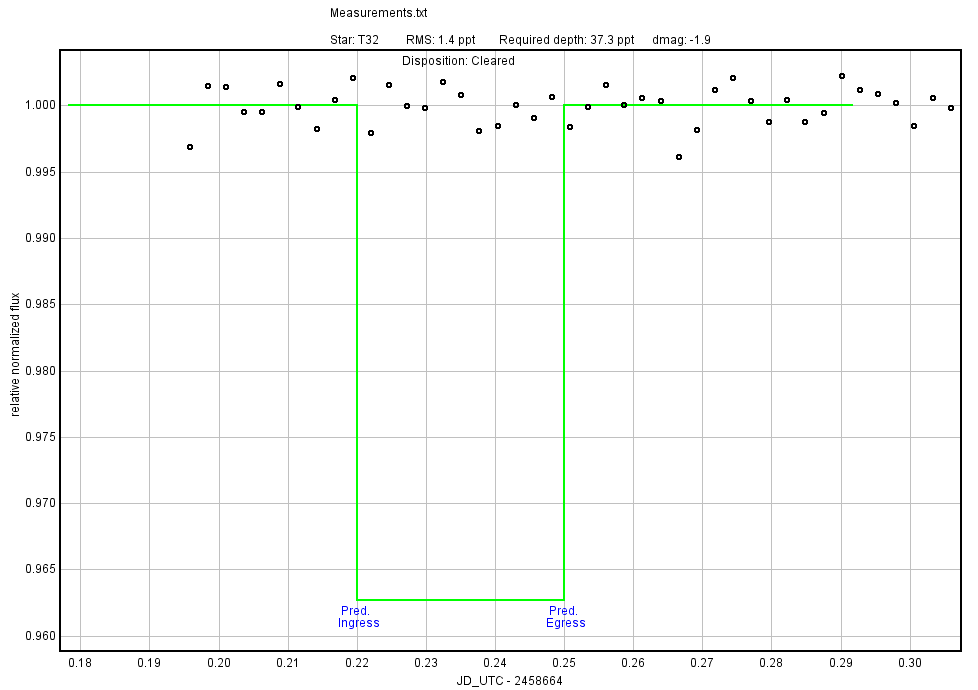 Measurements.txt
Star: T32 RMS: 1.4 ppt Required depth: 37.3 ppt dmag: -1.9
Disposition: Cleared
1.000
0.995
0.990
0.985
0.980
0.975
0.970
0.965
0.960
relative normalized flux
Pred. Pred.
Ingress Egress
0.18 0.19 0.20 0.21 0.22 0.23 0.24 0.25 0.26 0.27 0.28 0.29 0.30
JD_UTC - 2458664